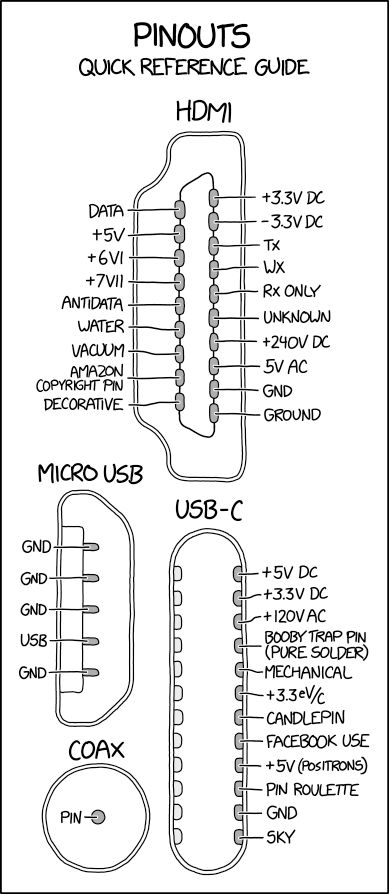 PINOUTS
QUICK REFERENCE GUIDE
HDMI
DATA
+5V
+6VI
+7VII
ANTIDATA
WATER
VACUUM
AMAZON
COPYRIGHT PIN
DECORATIVE
+3.3V DC
-3.3V DC
TX
WX
RX ONLY
UNKNOWN
+240V DC
5V AC
GND
GROUND
MICRO USB
GND
GND
GND
USB
GND
USB-C
+5V DC
+3.3V DC
+120V AC
BOOBY TRAP PIN
(PURE SOLDER)
MECHANICAL
+3.3 eV/C
CANDLEPIN
FACEBOOK USE
+5V (POSITRONS)
PIN ROULETTE
GND
SKY
COAX
PIN